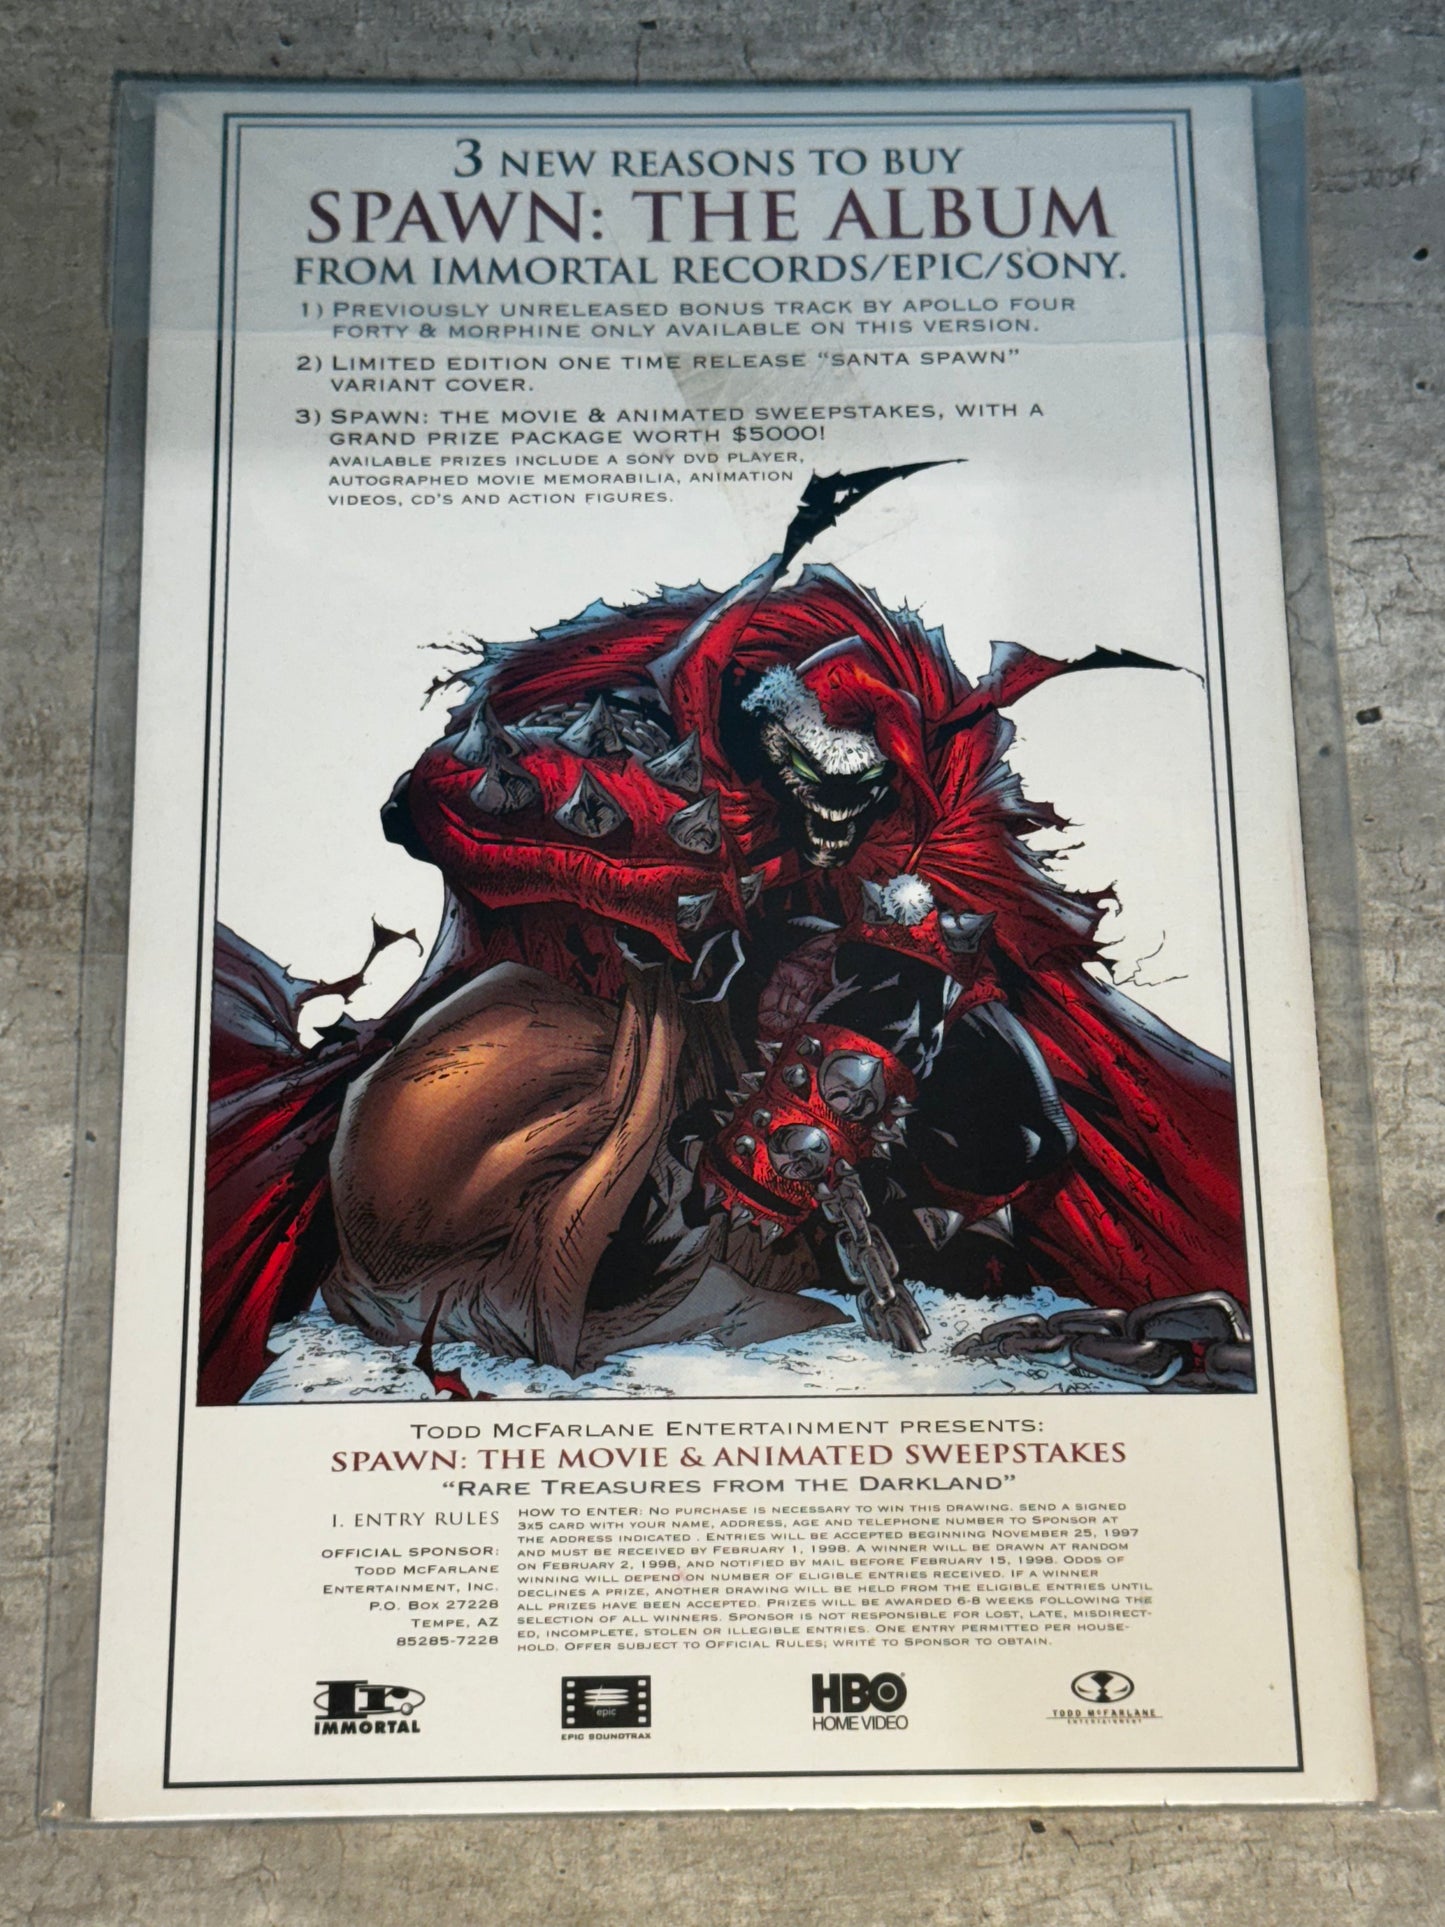 3 NEW REASONS TO BUY
SPAWN: THE ALBUM
FROM IMMORTAL RECORDS/EPIC/SONY.
1) PREVIOUSLY UNRELEASED BONUS TRACK BY APOLLO FOUR
FORTY & MORPHINE ONLY AVAILABLE ON THIS VERSION.
2) LIMITED EDITION ONE TIME RELEASE "SANTA SPAWN"
VARIANT COVER.
3) SPAWN: THE MOVIE & ANIMATED SWEEPSTAKES, WITH A
GRAND PRIZE PACKAGE WORTH $5000!
AVAILABLE PRIZES INCLUDE A SONY DVD PLAYER,
AUTOGRAPHED MOVIE MEMORABILIA, ANIMATION
VIDEOS, CD'S AND ACTION FIGURES.
TODD MCFARLANE ENTERTAINMENT PRESENTS:
SPAWN: THE MOVIE & ANIMATED SWEEPSTAKES
"RARE TREASURES FROM THE DARKLAND"
I. ENTRY RULES
OFFICIAL SPONSOR:
TODD MCFARLANE
ENTERTAINMENT, INC.
P.O. BOX 27228
TEMPE, AZ
85285-7228
HOW TO ENTER: NO PURCHASE IS NECESSARY TO WIN THIS DRAWING. SEND A SIGNED
3X5 CARD WITH YOUR NAME, ADDRESS, AGE AND TELEPHONE NUMBER TO SPONSOR AT
THE ADDRESS INDICATED . ENTRIES WILL BE ACCEPTED BEGINNING NOVEMBER 25, 1997
AND MUST BE RECEIVED BY FEBRUARY 1, 1998. A WINNER WILL BE DRAWN AT RANDOM
ON FEBRUARY 2, 1998, AND NOTIFIED BY MAIL BEFORE FEBRUARY 15, 1998. ODDS OF
WINNING WILL DEPEND ON NUMBER OF ELIGIBLE ENTRIES RECEIVED. IF A WINNER
DECLINES A PRIZE, ANOTHER DRAWING WILL BE HELD FROM THE ELIGIBLE ENTRIES UNTIL
ALL PRIZES HAVE BEEN ACCEPTED. PRIZES WILL BE AWARDED 6-8 WEEKS FOLLOWING THE
SELECTION OF ALL WINNERS. SPONSOR IS NOT RESPONSIBLE FOR LOST, LATE, MISDIRECT-
ED, INCOMPLETE, STOLEN OR ILLEGIBLE ENTRIES. ONE ENTRY PERMITTED PER HOUSE-
HOLD. OFFER SUBJECT TO OFFICIAL RULES; WRITE TO SPONSOR TO OBTAIN.
Ir.
IMMORTAL
epic
EPIC SOUNDTRAX
HBO
HOME VIDEO
TODD MCFARLANE
ENTERTAINMENT